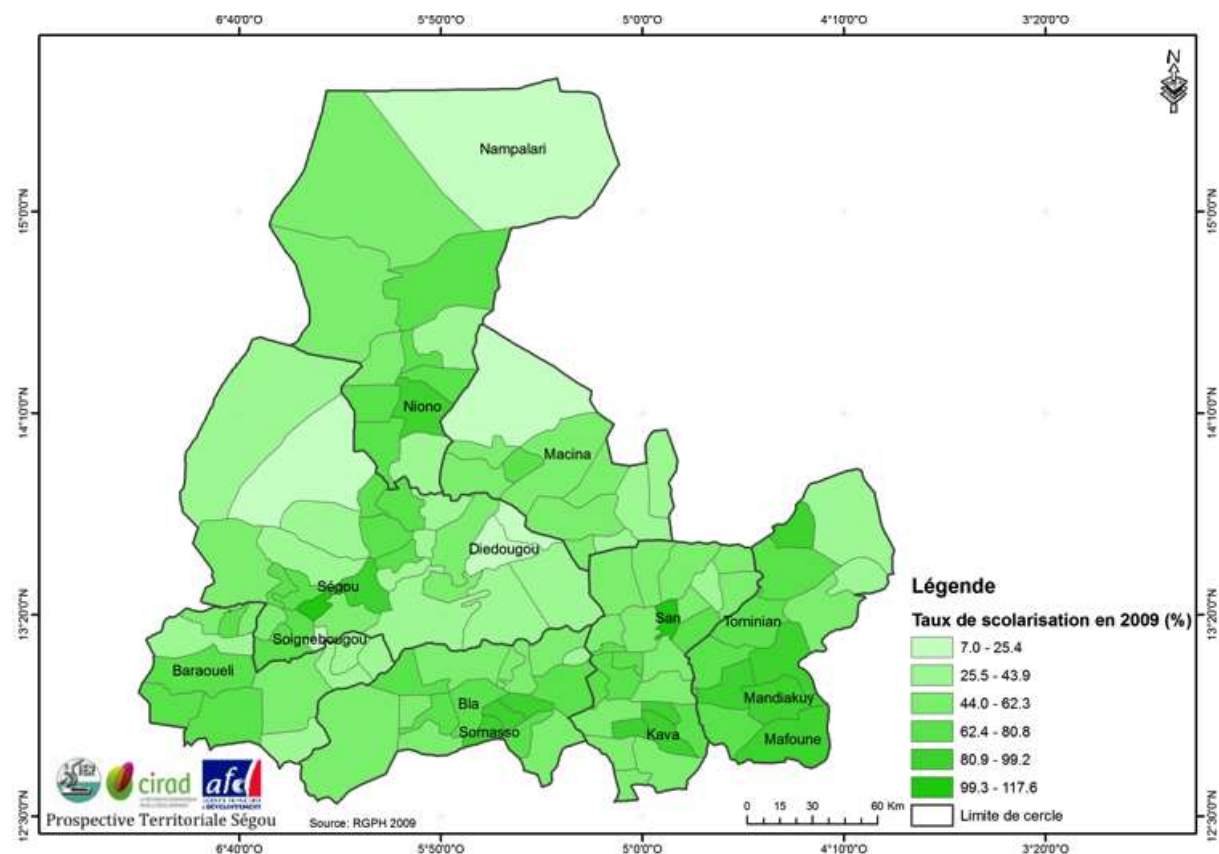 6°40'0"O 5°50'0"O 5°0'0"O 4°10'0"O 3°20'0"O
N
Nampalari
15°0'0"N 15°0'0"N
14°10'0"N 14°10'0"N
Niono
Macina
Diedougou
Ségou
13°20'0"N 13°20'0"N
San
Tominian
Soignebougou
Baraoueli
Bla
Mandiakuy
Somasso
Kava
Mafoune
Légende
Taux de scolarisation en 2009 (%)
7.0 - 25.4
25.5 - 43.9
44.0 - 62.3
62.4 - 80.8
80.9 - 99.2
99.3 - 117.6
Limite de cercle
0 15 30 60 Km
cirad
afd
Prospective Territoriale Ségou
Source: RGPH 2009
12°30'0"N 12°30'0"N
6°40'0"O 5°50'0"O 5°0'0"O 4°10'0"O 3°20'0"O